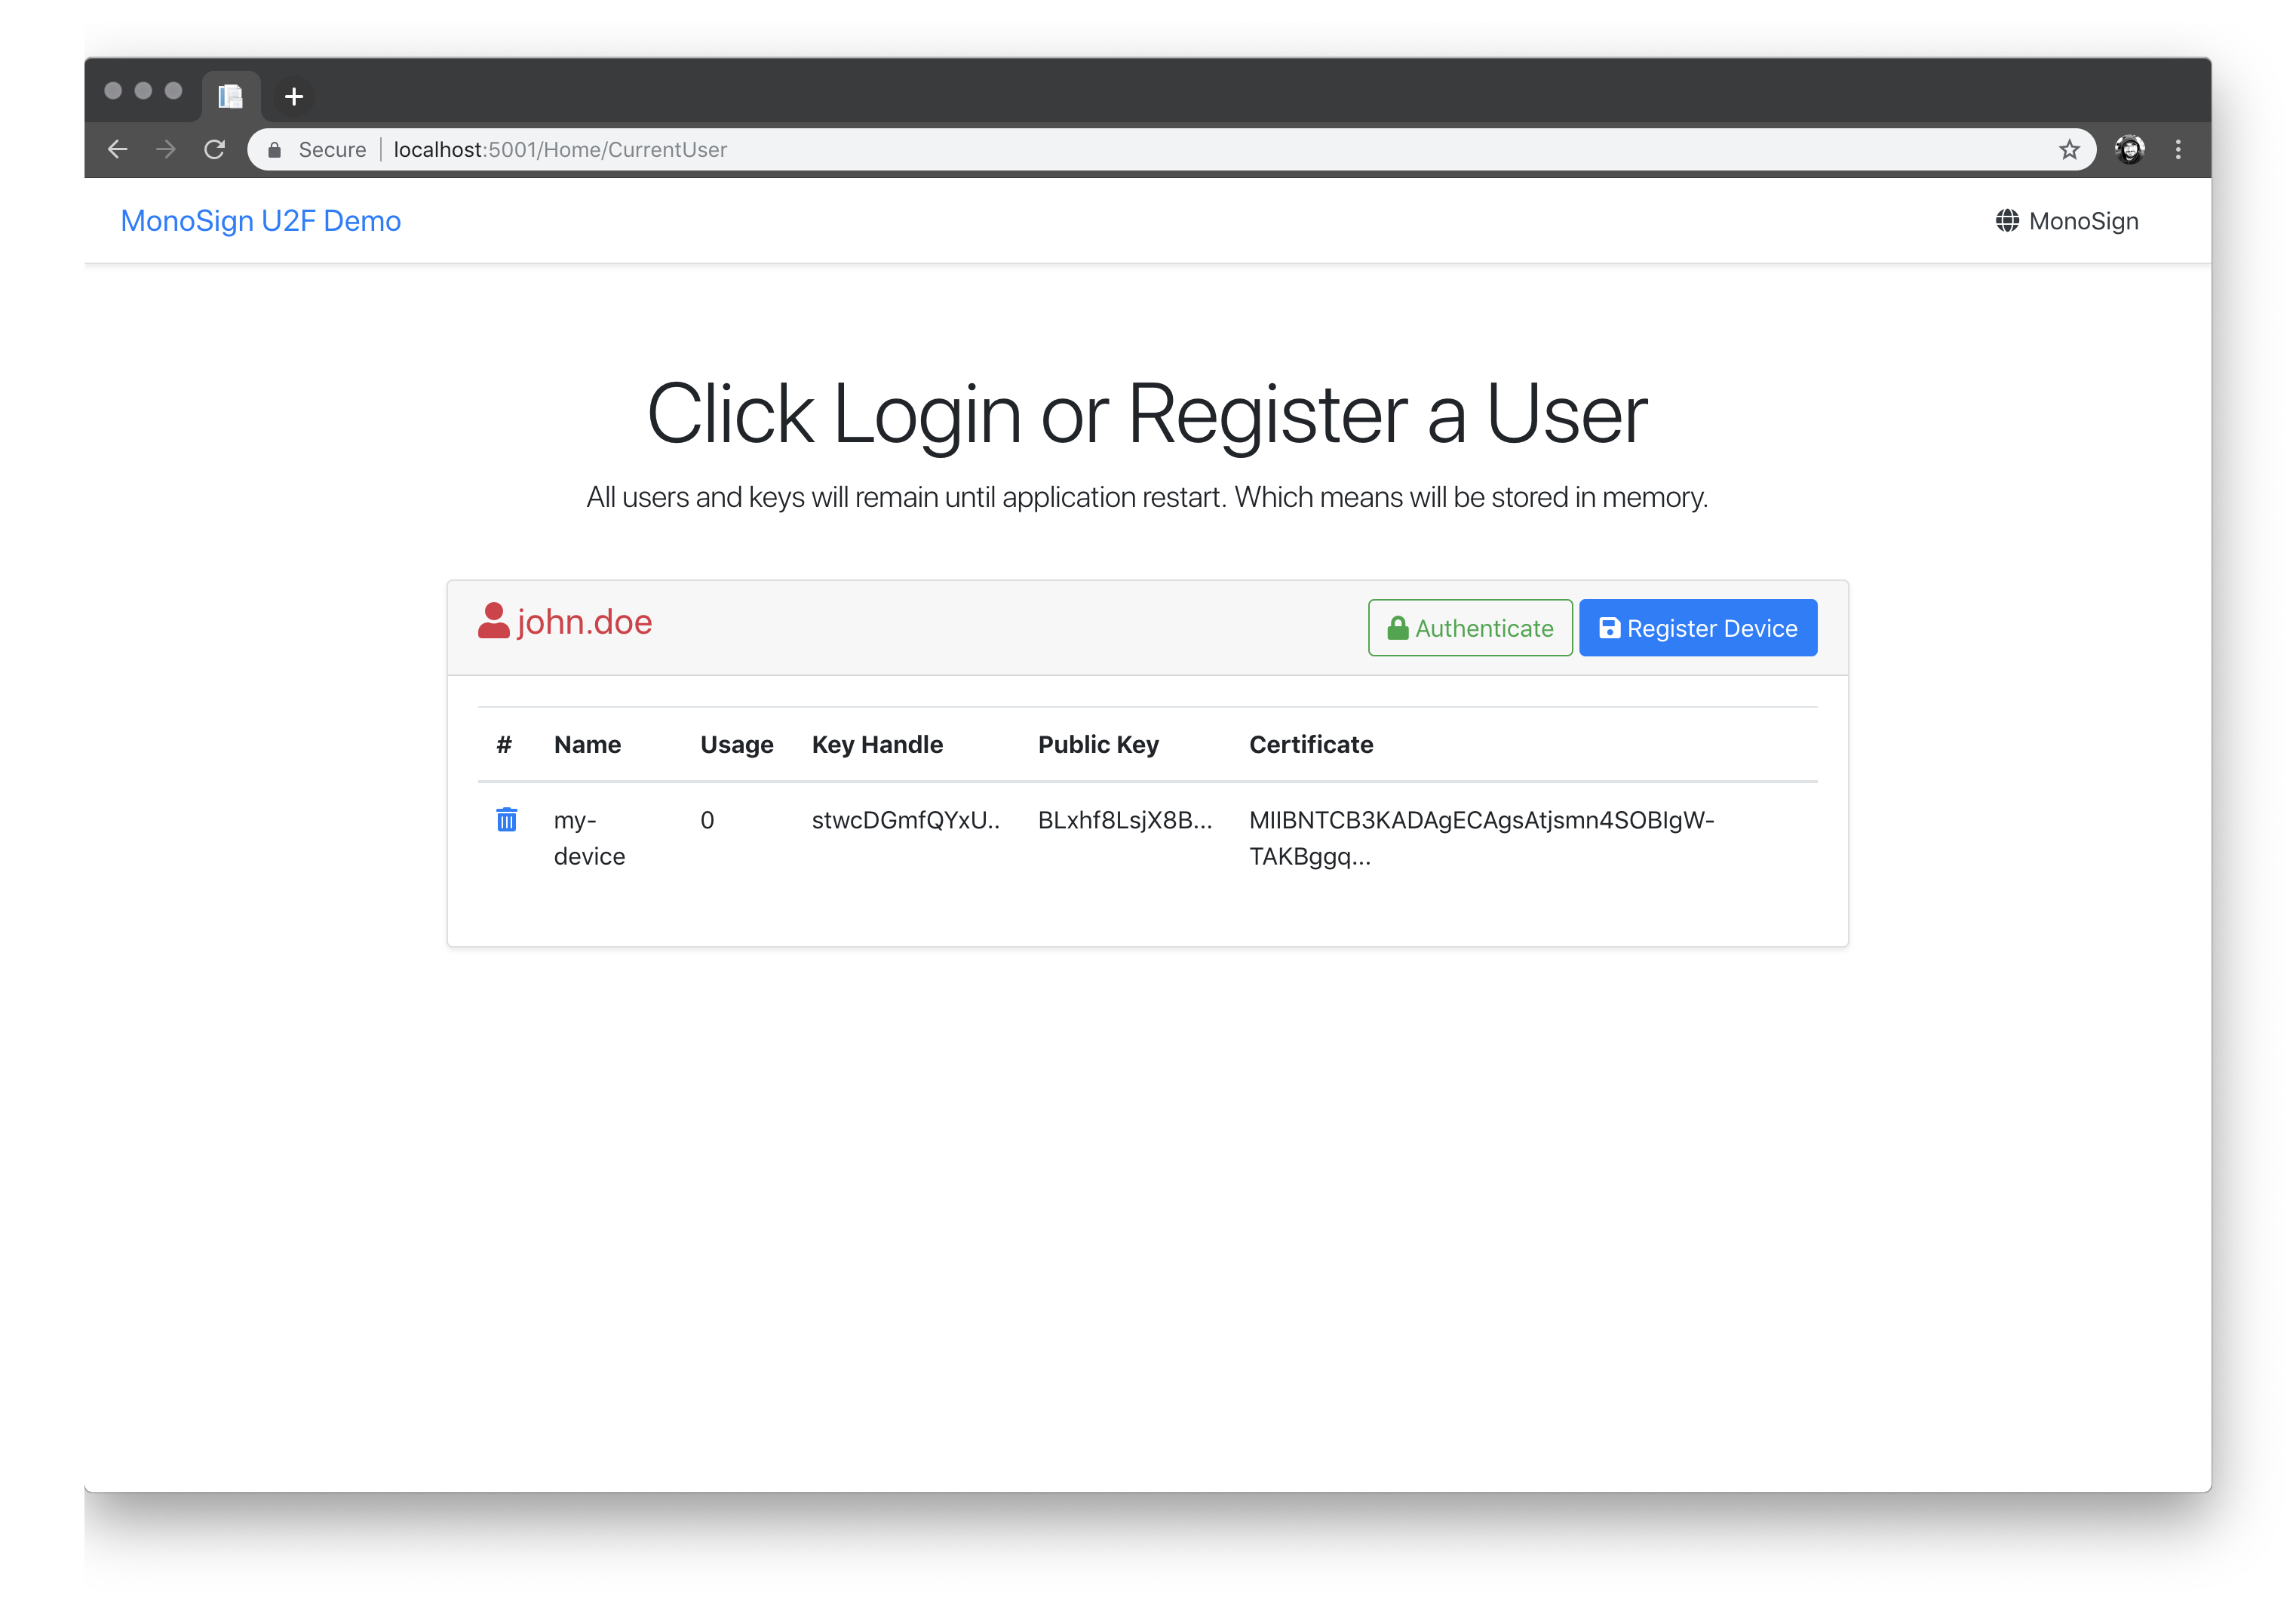 Secure localhost:5001/Home/CurrentUser
MonoSign U2F Demo
MonoSign
Click Login or Register a User
All users and keys will remain until application restart. Which means will be stored in memory.
john.doe
Authenticate
Register Device
# Name Usage Key Handle Public Key Certificate
my- 0 stwcDGmfQYxU.. BLxhf8LsjX8B... MIIBNTCB3KADAgECAgsAtjsmn4SOBIgW-
device TAKBggq...